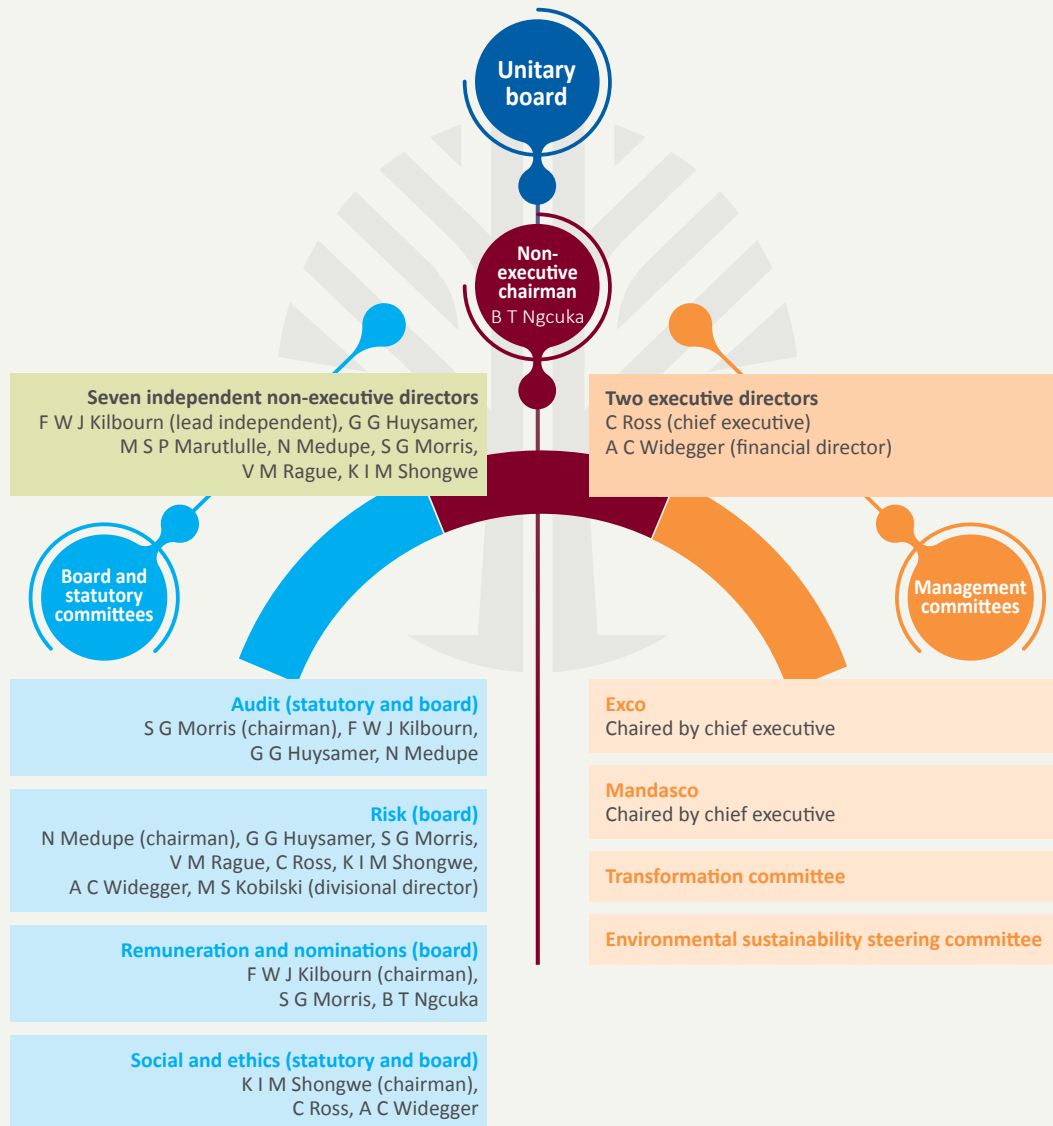 Unitary
board
Non-
executive
chairman
B T Ngcuka
Seven independent non-executive directors
F W J Kilbourn (lead independent), G G Huysamer,
M S P Marutlulle, N Medupe, S G Morris,
V M Rague, K I M Shongwe
Two executive directors
C Ross (chief executive)
A C Widegger (financial director)
Board and
statutory
committees
Management
committees
Audit (statutory and board)
S G Morris (chairman), F W J Kilbourn,
G G Huysamer, N Medupe
Risk (board)
N Medupe (chairman), G G Huysamer, S G Morris,
V M Rague, C Ross, K I M Shongwe,
A C Widegger, M S Kobilski (divisional director)
Remuneration and nominations (board)
F W J Kilbourn (chairman),
S G Morris, B T Ngcuka
Social and ethics (statutory and board)
K I M Shongwe (chairman),
C Ross, A C Widegger
Exco
Chaired by chief executive
Mandasco
Chaired by chief executive
Transformation committee
Environmental sustainability steering committee